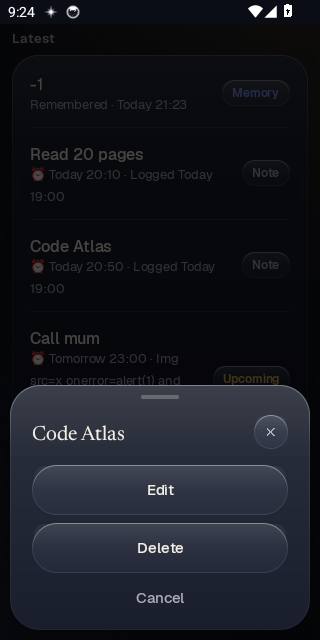 9:24
Latest
-1
Remembered · Today 21:23
Memory
Read 20 pages
⏰ Today 20:10 · Logged Today
19:00
Note
Code Atlas
⏰ Today 20:50 · Logged Today
19:00
Note
Call mum
⏰ Tomorrow 23:00 · Img
src=x onerror=alert(1) and
Upcoming
Code Atlas
Edit
Delete
Cancel